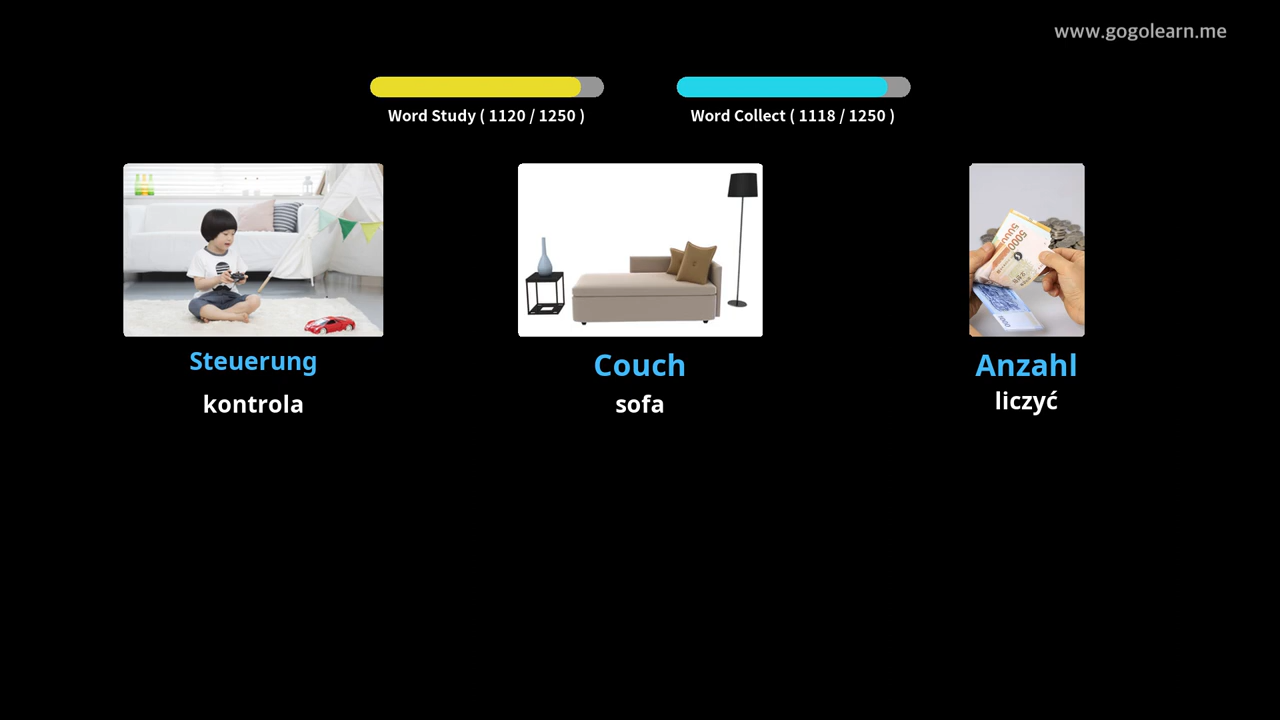 www.gogolearn.me
Word Study ( 1120 / 1250 )
Word Collect ( 1118 / 1250 )
Steuerung
Couch
Anzahl
kontrola
sofa
liczyć